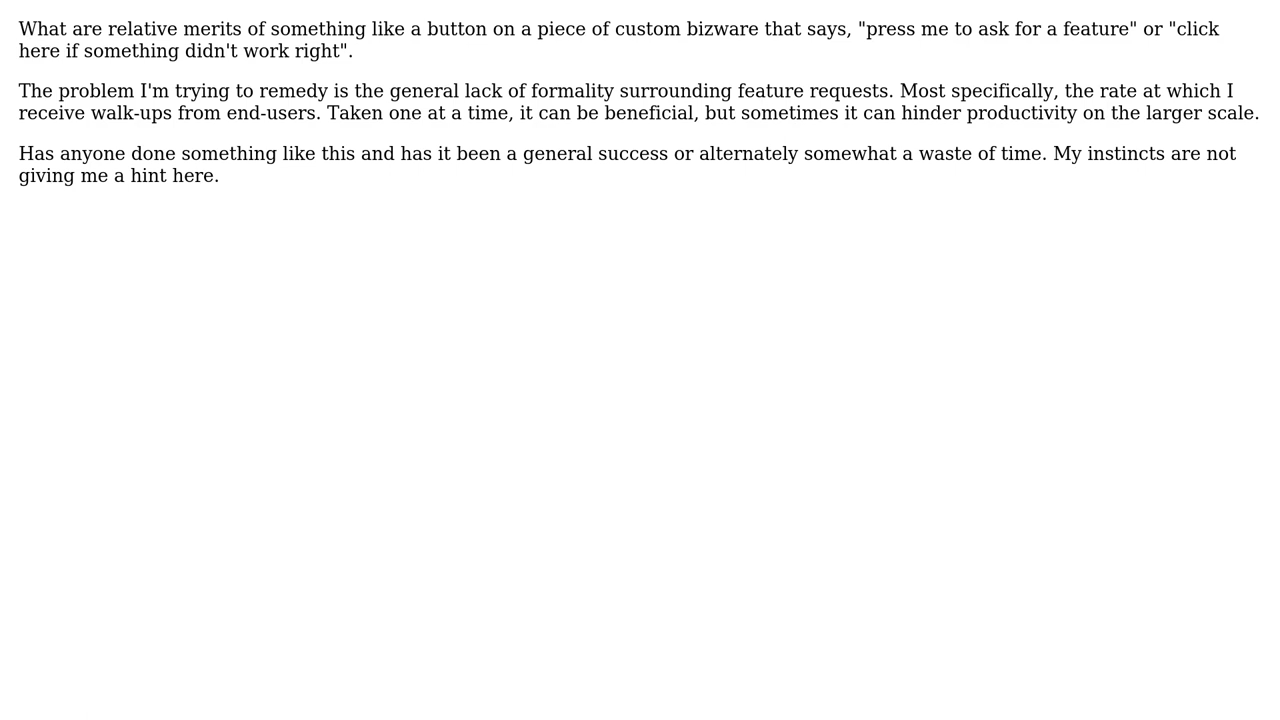 What are relative merits of something like a button on a piece of custom bizware that says, "press me to ask for a feature" or "click
here if something didn't work right".
The problem I'm trying to remedy is the general lack of formality surrounding feature requests. Most specifically, the rate at which I
receive walk-ups from end-users. Taken one at a time, it can be beneficial, but sometimes it can hinder productivity on the larger scale.
Has anyone done something like this and has it been a general success or alternately somewhat a waste of time. My instincts are not
giving me a hint here.